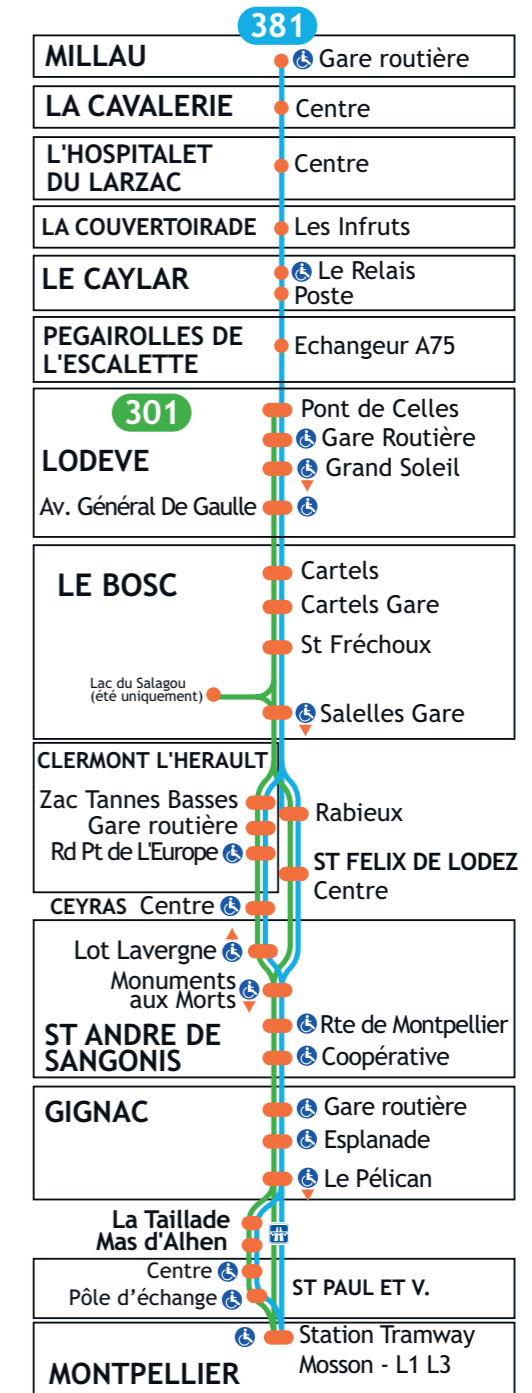 381
MILLAU
Gare routière
LA CAVALERIE
Centre
L'HOSPITALET
DU LARZAC
Centre
LA COUVERTOIRADE
Les Infruts
LE CAYLAR
Le Relais
Poste
PEGAIROLLES DE
L'ESCALETTE
Echangeur A75
301
LODEVE
Pont de Celles
Gare Routière
Grand Soleil
Av. Général De Gaulle
LE BOSC
Cartels
Cartels Gare
St Fréchoux
Lac du Salagou
(été uniquement)
Salelles Gare
CLERMONT L'HERAULT
Zac Tannes Basses
Gare routière
Rd Pt de L'Europe
Rabieux
ST FELIX DE LODEZ
Centre
CEYRAS Centre
Lot Lavergne
Monuments
aux Morts
ST ANDRE DE
SANGONIS
Rte de Montpellier
Coopérative
GIGNAC
Gare routière
Esplanade
Le Pélican
La Taillade
Mas d'Alhen
Centre
Pôle d'échange
ST PAUL ET V.
MONTPELLIER
Station Tramway
Mosson - L1 L3